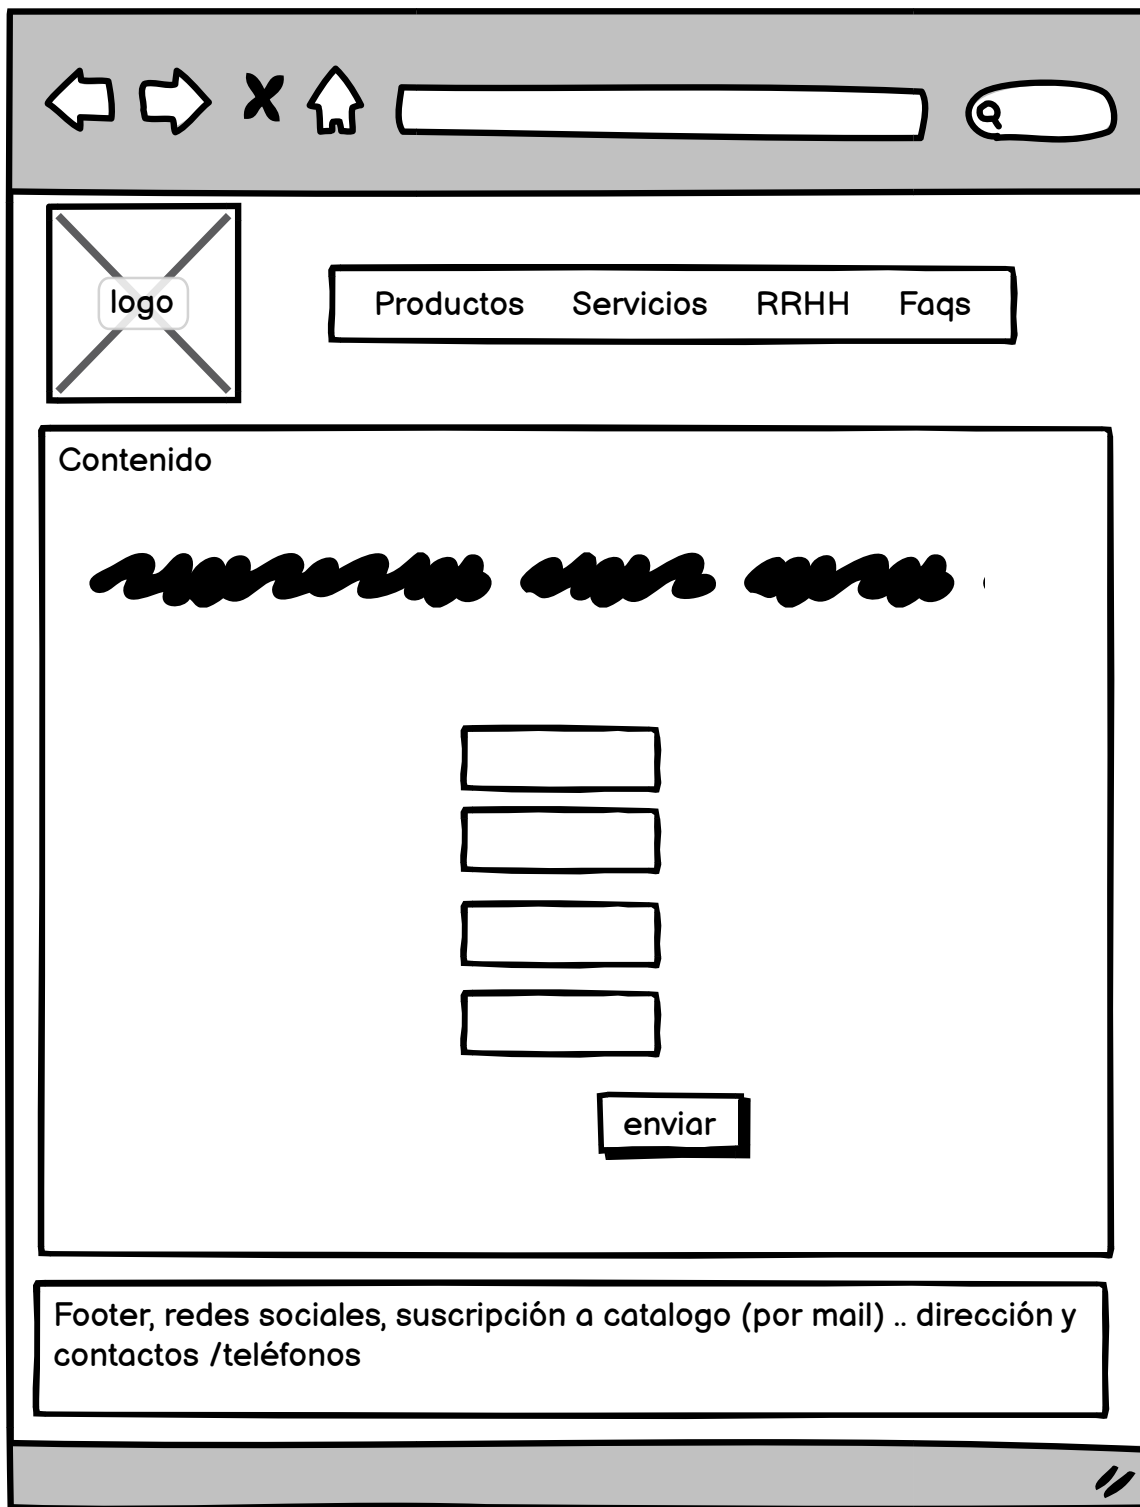 logo
Productos Servicios RRHH Faqs
Contenido
enviar
Footer, redes sociales, suscripción a catalogo (por mail) .. dirección y
contactos /teléfonos